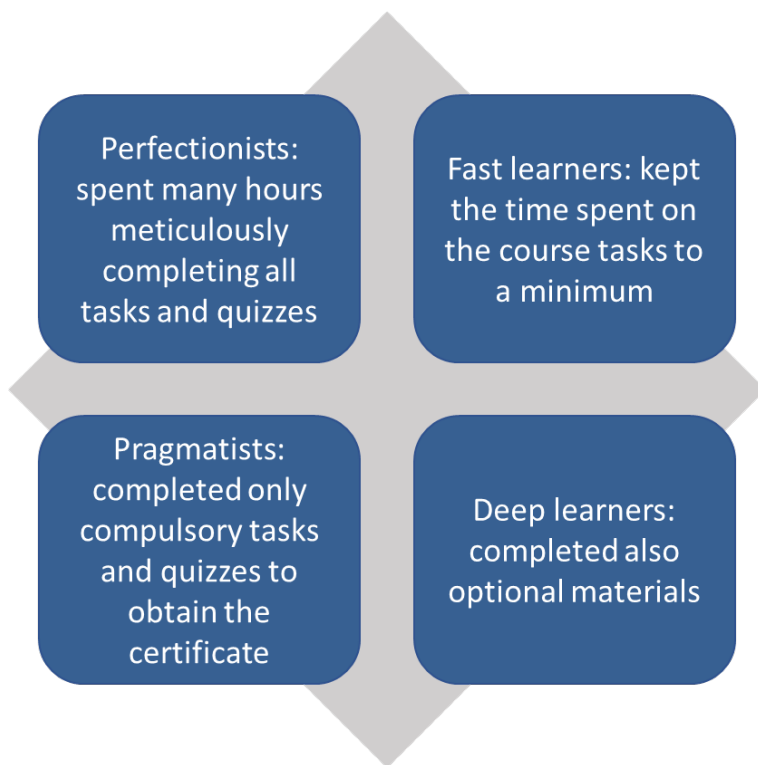 Perfectionists:
spent many hours
meticulously
completing all
tasks and quizzes
Fast learners: kept
the time spent on
the course tasks to
a minimum
Pragmatists:
completed only
compulsory tasks
and quizzes to
obtain the
certificate
Deep learners:
completed also
optional materials